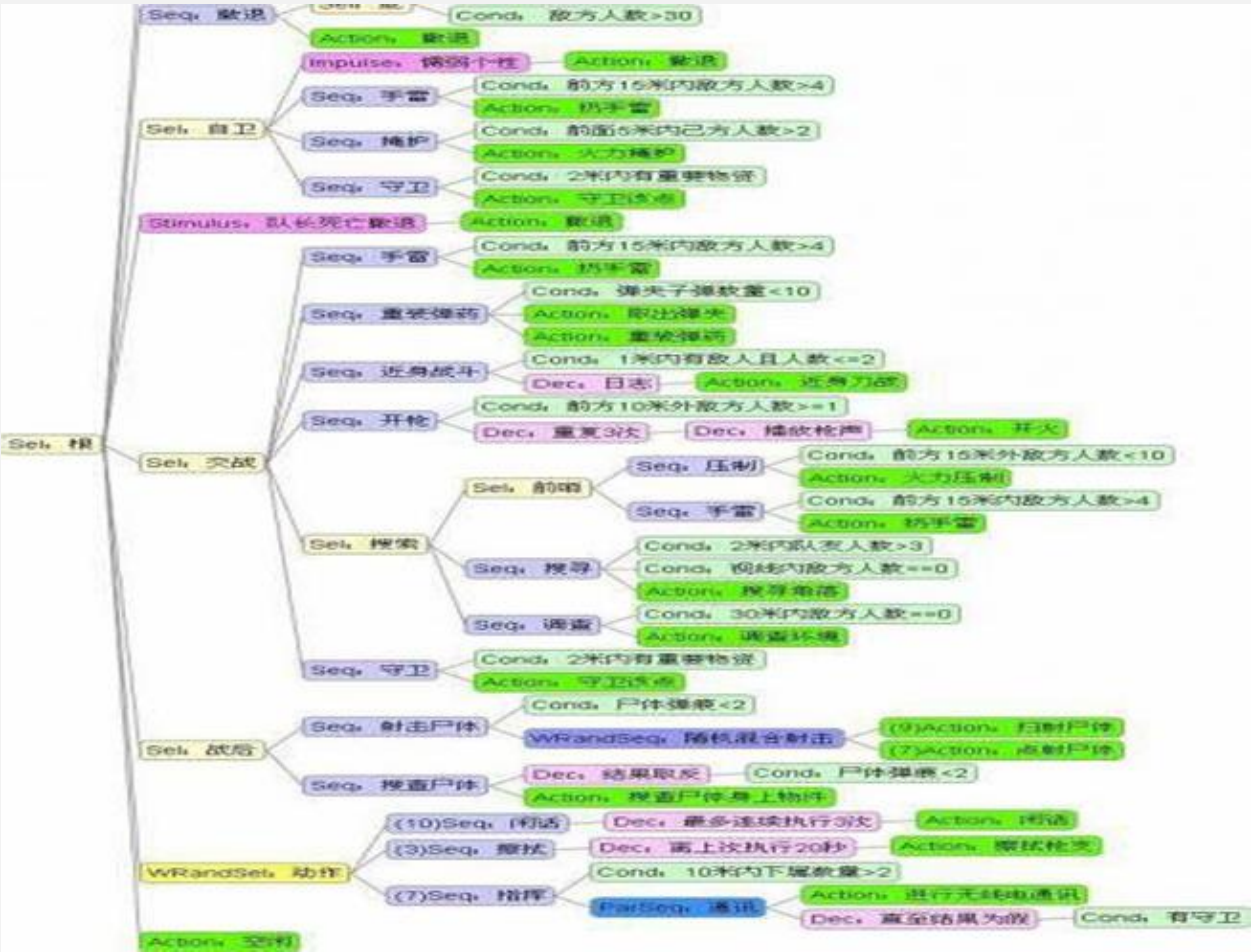 Seq：撤退
Cond：敌方人数>30
Action：撤退
Impulse：懦弱个性
Action：撤退
Seq：手雷
Cond：前方15米内敌方人数>4
Action：扔手雷
Sel：自卫
Seq：掩护
Cond：前面5米内己方人数>2
Action：火力掩护
Seq：守卫
Cond：2米内有重要物资
Action：守卫该点
Stimulus：队长死亡撤退
Action：撤退
Seq：手雷
Cond：前方15米内敌方人数>4
Action：扔手雷
Seq：重装弹药
Cond：弹夹子弹数量<10
Action：取出弹夹
Action：重装弹药
Seq：近身战斗
Cond：1米内有敌人且人数<=2
Dec：日志
Action：近身刀战
Seq：开枪
Cond：前方10米外敌方人数>=1
Dec：重复3次
Dec：播放枪声
Action：开火
Sel：根
Sel：交战
Sel：搜索
Sel：前哨
Seq：压制
Cond：前方15米外敌方人数<10
Action：火力压制
Seq：手雷
Cond：前方15米内敌方人数>4
Action：扔手雷
Seq：搜寻
Cond：2米内队友人数>3
Cond：视线内敌方人数==0
Action：搜寻角落
Seq：调查
Cond：30米内敌方人数==0
Action：调查环境
Seq：守卫
Cond：2米内有重要物资
Action：守卫该点
Sel：战后
Seq：射击尸体
Cond：尸体弹痕<2
WRandSeq：随机混合射击
(9)Action：扫射尸体
(7)Action：点射尸体
Seq：搜查尸体
Dec：结果取反
Cond：尸体弹痕<2
Action：搜查尸体身上物件
WRandSel：动作
(10)Seq：闲话
Dec：最多连续执行3次
Action：闲话
(3)Seq：擦拭
Dec：离上次执行20秒
Action：擦拭枪支
(7)Seq：指挥
Cond：10米内下属数量>2
ParSeq：通讯
Action：进行无线电通讯
Dec：直至结果为假
Cond：有守卫
Action：空闲